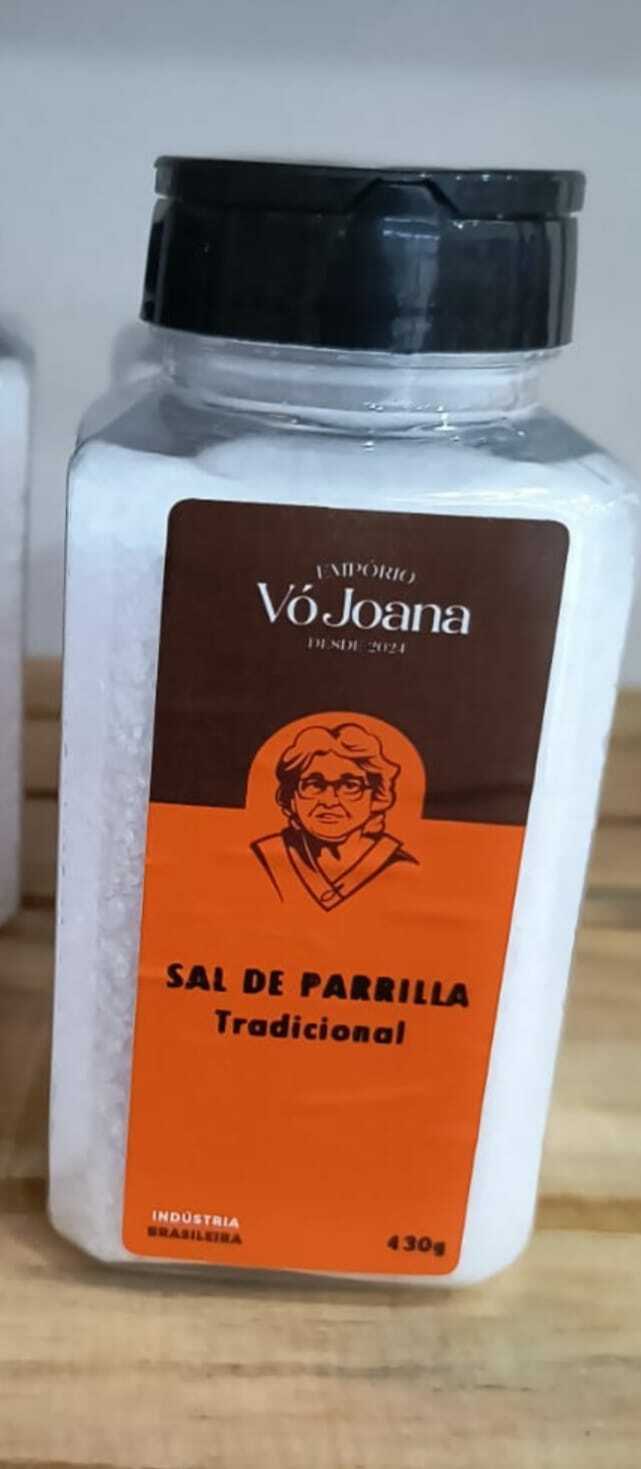 EMPÓRIO
Vó Joana
DESDE 2024
SAL DE PARRILLA
Tradicional
INDÚSTRIA
BRASILEIRA
430g